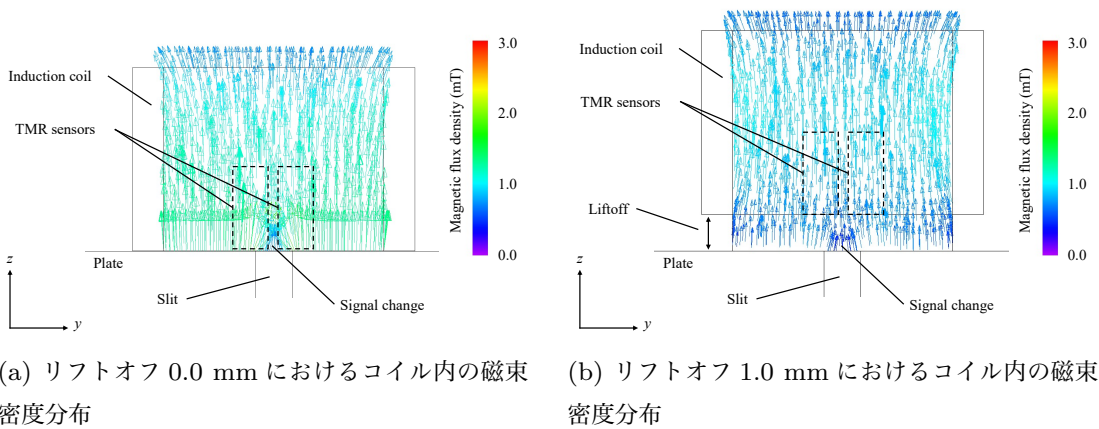 Induction coil
TMR sensors
Plate
Slit
Signal change
z
y
Magnetic flux density (mT)
3.0
2.0
1.0
0.0
(a) リフトオフ 0.0 mm におけるコイル内の磁束
密度分布
Induction coil
TMR sensors
Liftoff
Plate
Slit
Signal change
z
y
Magnetic flux density (mT)
3.0
2.0
1.0
0.0
(b) リフトオフ 1.0 mm におけるコイル内の磁束
密度分布